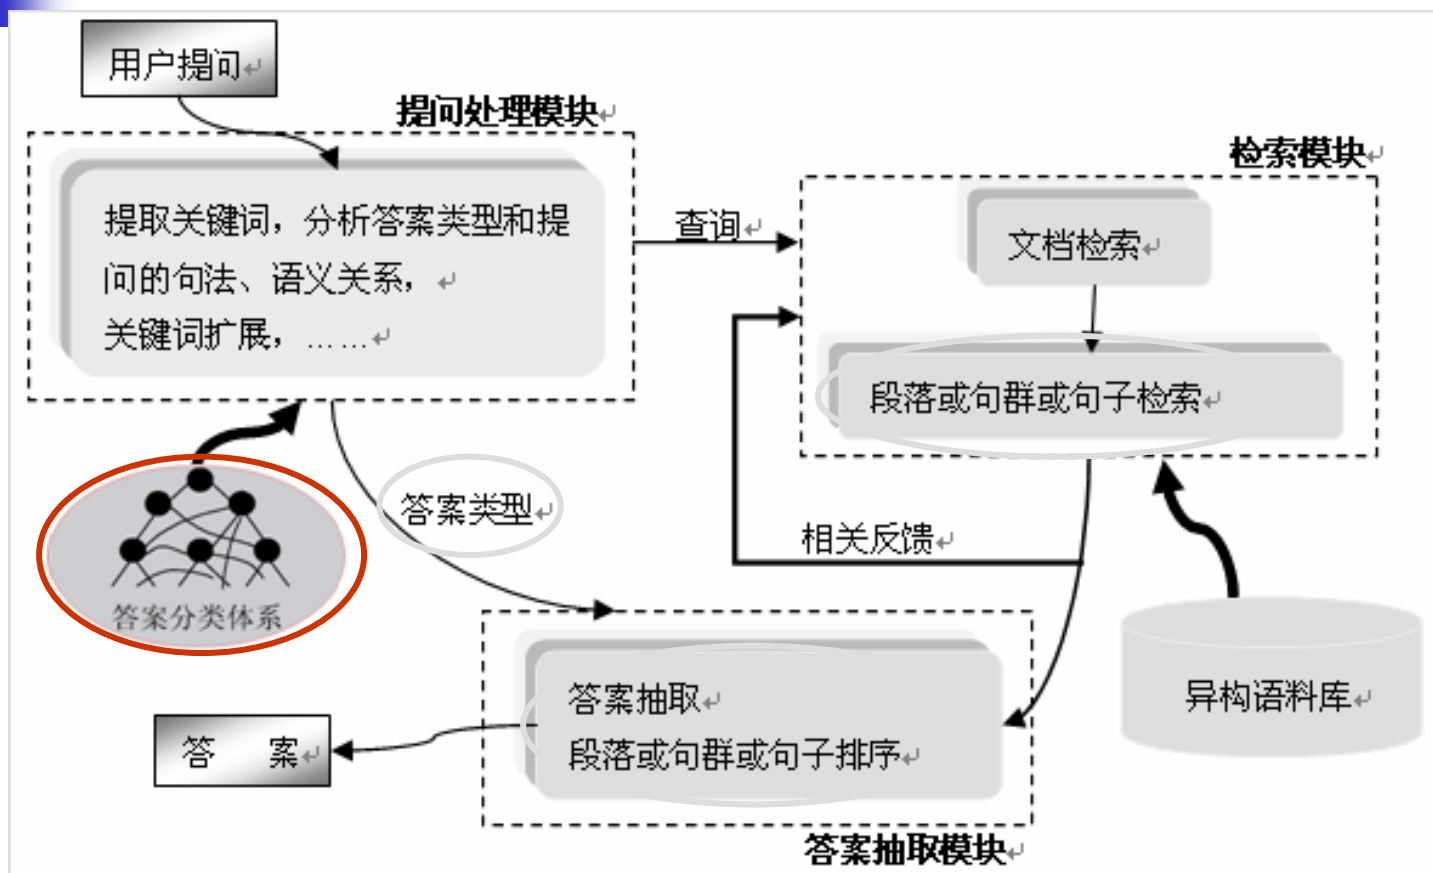 用户提问
提问处理模块
提取关键词，分析答案类型和提
问的句法、语义关系，
关键词扩展，……
查询
检索模块
文档检索
段落或句群或句子检索
答案类型
相关反馈
答案分类体系
异构语料库
答案抽取
段落或句群或句子排序
答案抽取模块
答　案